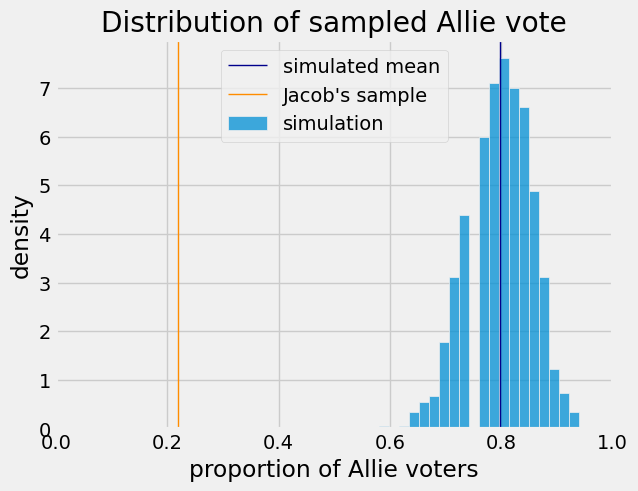 Distribution of sampled Allie vote
simulated mean
Jacob's sample
simulation
density
7
6
5
4
3
2
1
0
0.0 0.2 0.4 0.6 0.8 1.0
proportion of Allie voters